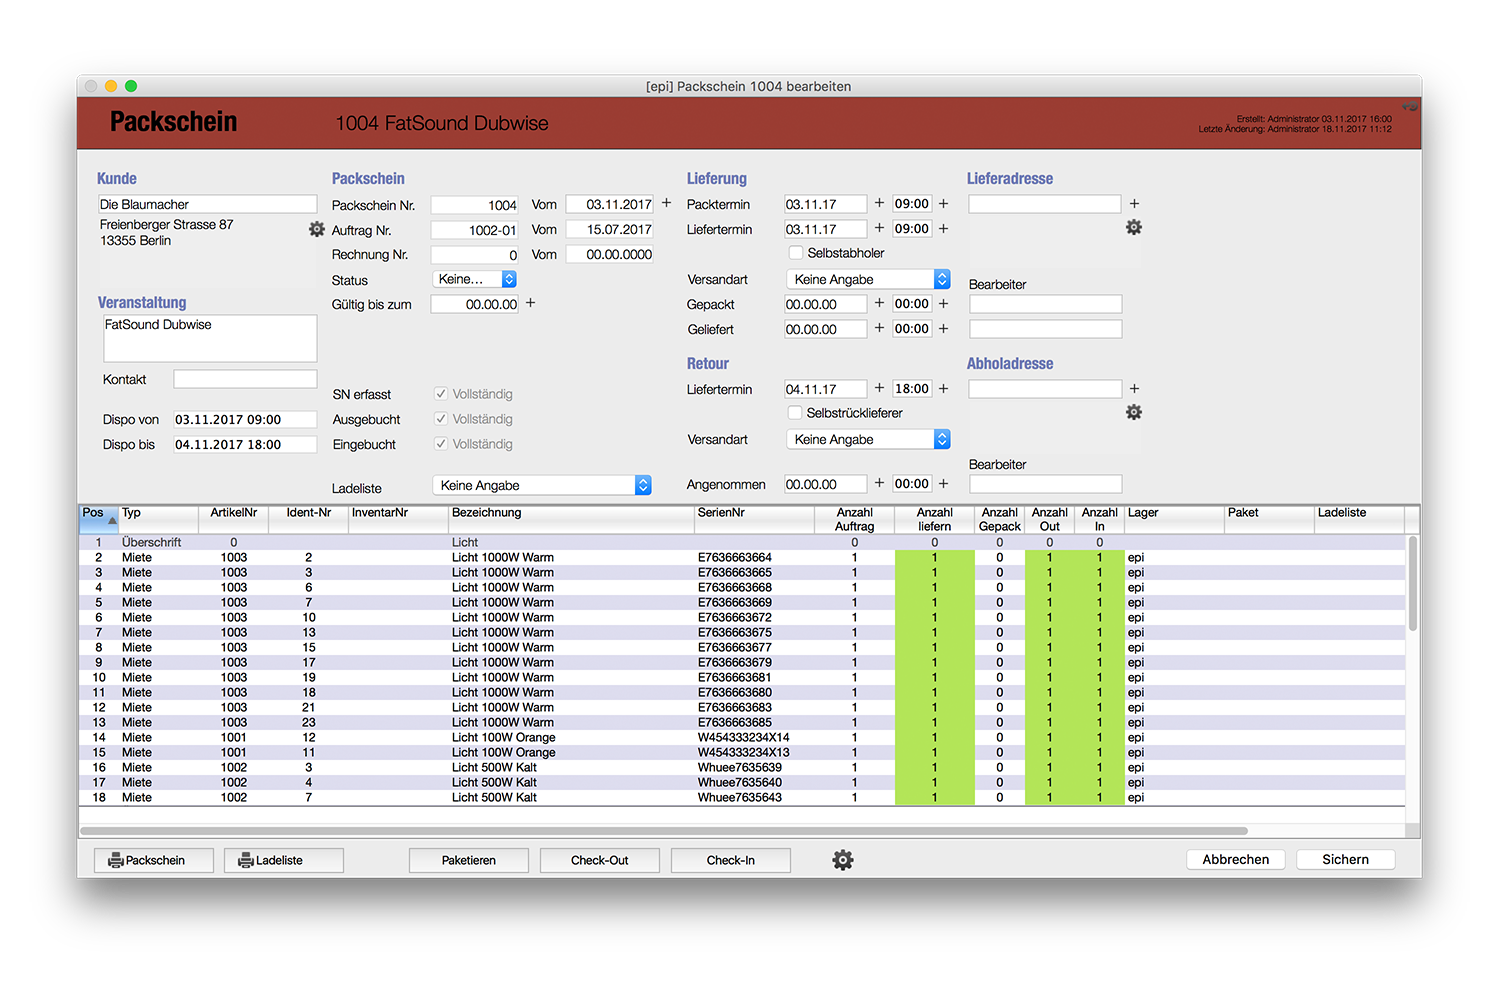 [epi] Packschein 1004 bearbeiten
Packschein 1004 FatSound Dubwise
Erstellt: Administrator 03.11.2017 16:00
Letzte Änderung: Administrator 18.11.2017 11:12
Kunde
Die Blaumacher
Freienberger Strasse 87
13355 Berlin
Veranstaltung
FatSound Dubwise
Kontakt
Dispo von 03.11.2017 09:00
Dispo bis 04.11.2017 18:00
Packschein
Packschein Nr. 1004 Vom 03.11.2017 +
Auftrag Nr. 1002-01 Vom 15.07.2017
Rechnung Nr. 0 Vom 00.00.0000
Status Keine...
Gültig bis zum 00.00.00 +
SN erfasst Vollständig
Ausgebucht Vollständig
Eingebucht Vollständig
Ladeliste Keine Angabe
Lieferung
Packtermin 03.11.17 + 09:00 +
Liefertermin 03.11.17 + 09:00 +
Selbstabholer
Versandart Keine Angabe
Gepackt 00.00.00 + 00:00 +
Geliefert 00.00.00 + 00:00 +
Retour
Liefertermin 04.11.17 + 18:00 +
Selbstrücklieferer
Versandart Keine Angabe
Angenommen 00.00.00 + 00:00 +
Lieferadresse
+
Bearbeiter
Abholadresse
+
Bearbeiter
Pos Typ ArtikelNr Ident-Nr InventarNr Bezeichnung SerienNr Anzahl Auftrag Anzahl liefern Anzahl Gepack Anzahl Out Anzahl In Lager Paket Ladeliste
1 Überschrift 0 Licht 0 0 0 0 0
2 Miete 1003 2 Licht 1000W Warm E7636663664 1 1 0 1 1 epi
3 Miete 1003 3 Licht 1000W Warm E7636663665 1 1 0 1 1 epi
4 Miete 1003 6 Licht 1000W Warm E7636663668 1 1 0 1 1 epi
5 Miete 1003 7 Licht 1000W Warm E7636663669 1 1 0 1 1 epi
6 Miete 1003 10 Licht 1000W Warm E7636663672 1 1 0 1 1 epi
7 Miete 1003 13 Licht 1000W Warm E7636663675 1 1 0 1 1 epi
8 Miete 1003 15 Licht 1000W Warm E7636663677 1 1 0 1 1 epi
9 Miete 1003 17 Licht 1000W Warm E7636663679 1 1 0 1 1 epi
10 Miete 1003 19 Licht 1000W Warm E7636663681 1 1 0 1 1 epi
11 Miete 1003 18 Licht 1000W Warm E7636663680 1 1 0 1 1 epi
12 Miete 1003 21 Licht 1000W Warm E7636663683 1 1 0 1 1 epi
13 Miete 1003 23 Licht 1000W Warm E7636663685 1 1 0 1 1 epi
14 Miete 1001 12 Licht 100W Orange W454333234X14 1 1 0 1 1 epi
15 Miete 1001 11 Licht 100W Orange W454333234X13 1 1 0 1 1 epi
16 Miete 1002 3 Licht 500W Kalt Whuee7635639 1 1 0 1 1 epi
17 Miete 1002 4 Licht 500W Kalt Whuee7635640 1 1 0 1 1 epi
18 Miete 1002 7 Licht 500W Kalt Whuee7635643 1 1 0 1 1 epi
Packschein Ladeliste Paketieren Check-Out Check-In Abbrechen Sichern